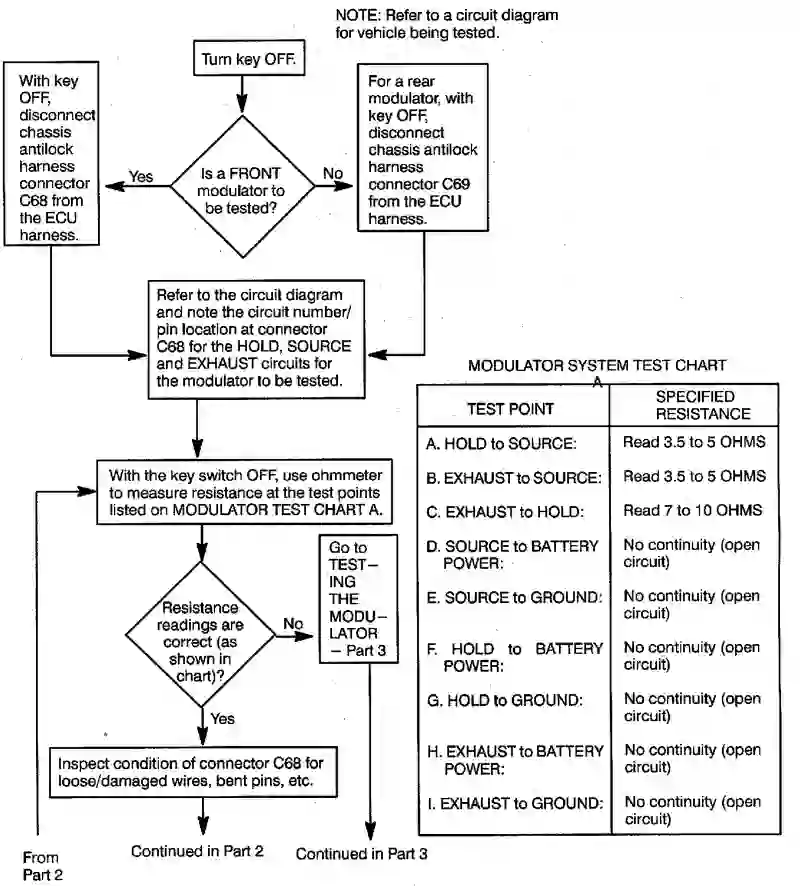 NOTE: Refer to a circuit diagram
for vehicle being tested.
Turn key OFF.
With key
OFF,
disconnect
chassis
antilock
harness
connector
C68 from
the ECU
harness.
Yes
Is a FRONT
modulator to
be tested?
No
For a rear
modulator, with
key OFF,
disconnect
chassis antilock
harness
connector C69
from the ECU
harness.
Refer to the circuit diagram
and note the circuit number/
pin location at connector
C68 for the HOLD, SOURCE
and EXHAUST circuits for
the modulator to be tested.
With the key switch OFF, use ohmmeter
to measure resistance at the test points
listed on MODULATOR TEST CHART A.
Resistance
readings are
correct (as
shown in
chart)?
No
Go to
TEST–
ING
THE
MODU–
LATOR
– Part 3
Yes
Inspect condition of connector C68 for
loose/damaged wires, bent pins, etc.
From
Part 2
Continued in Part 2
Continued in Part 3
MODULATOR SYSTEM TEST CHART
A
TEST POINT
SPECIFIED
RESISTANCE
A. HOLD to SOURCE:
Read 3.5 to 5 OHMS
B. EXHAUST to SOURCE:
Read 3.5 to 5 OHMS
C. EXHAUST to HOLD:
Read 7 to 10 OHMS
D. SOURCE to BATTERY
POWER:
No continuity (open
circuit)
E. SOURCE to GROUND:
No continuity (open
circuit)
F. HOLD to BATTERY
POWER:
No continuity (open
circuit)
G. HOLD to GROUND:
No continuity (open
circuit)
H. EXHAUST to BATTERY
POWER:
No continuity (open
circuit)
I. EXHAUST to GROUND:
No continuity (open
circuit)